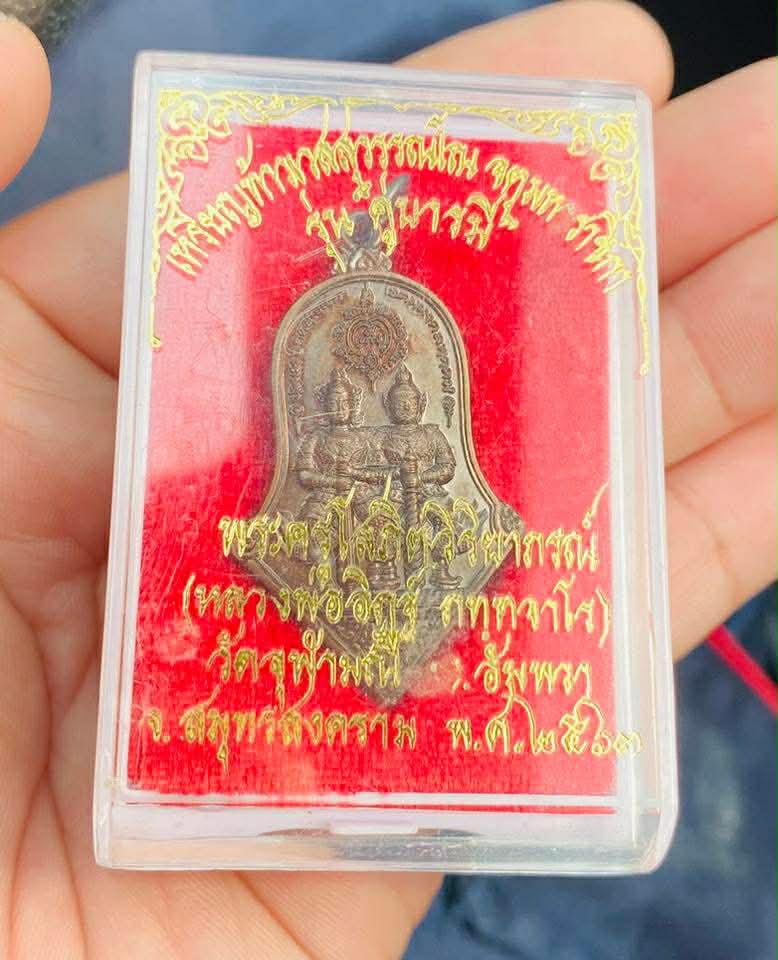 เหรียญท้าวเวสสุวรรณโณ จตุมหาราชิกา
รุ่น "คู่บารมี"
พระครูโสภิตวิริยาภรณ์
(หลวงพ่ออิฏฐ์ ภทฺทจาโร)
วัดจุฬามณี อ.อัมพวา
จ.สมุทรสงคราม พ.ศ.๒๕๖๓